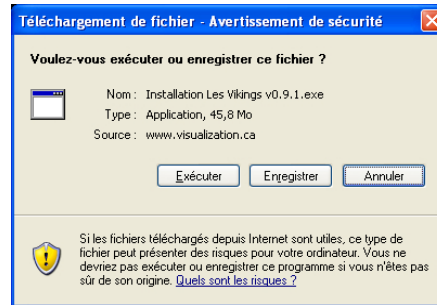 Téléchargement de fichier - Avertissement de sécurité
Voulez-vous exécuter ou enregistrer ce fichier ?
Nom : Installation Les Vikings v0.9.1.exe
Type : Application, 45,8 Mo
Source : www.visualization.ca
Exécuter Enregistrer Annuler
Si les fichiers téléchargés depuis Internet sont utiles, ce type de
fichier peut présenter des risques pour votre ordinateur. Vous ne
devriez pas exécuter ou enregistrer ce programme si vous n'êtes pas
sûr de son origine. Quels sont les risques ?